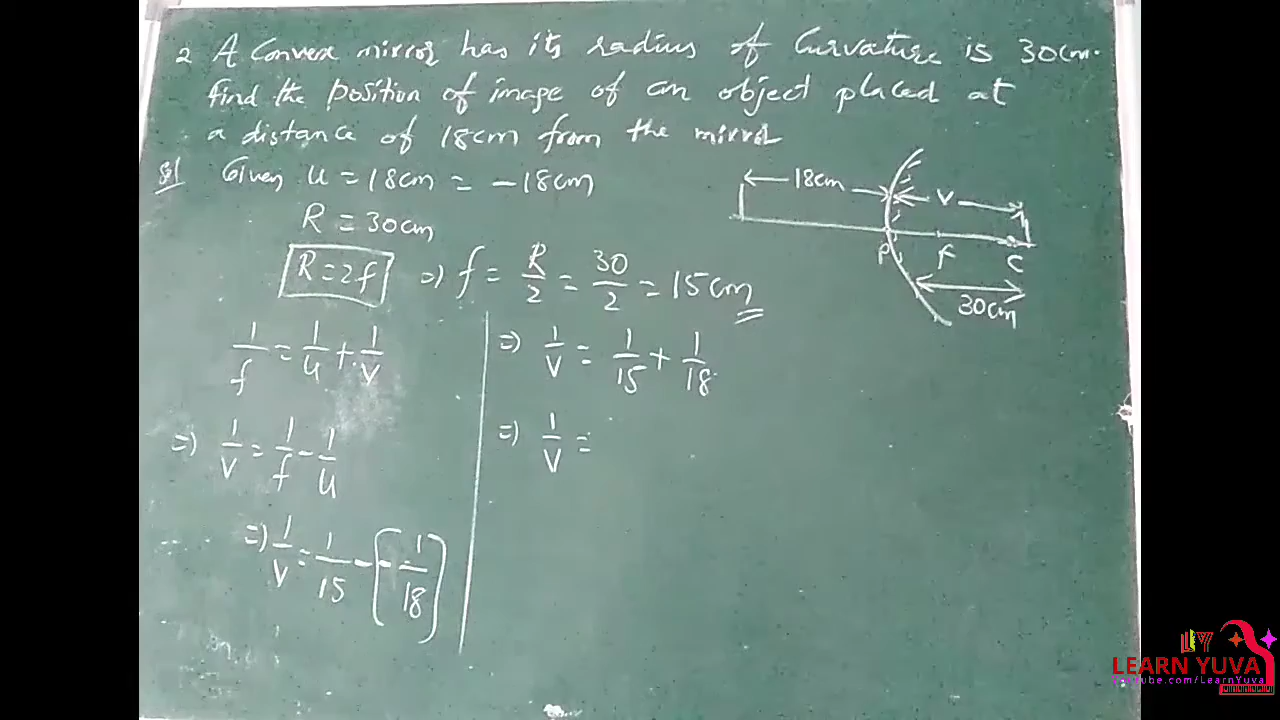 2 A Convex mirror has its radius of Curvature is 30cm.
find the position of image of an object placed at
a distance of 18cm from the mirror
Sol Given u = 18cm = -18cm
R = 30cm
R = 2f ⇒ f = R/2 = 30/2 = 15cm
1/f = 1/u + 1/v
⇒ 1/v = 1/f - 1/u
⇒ 1/v = 1/15 - (-1/18)
⇒ 1/v = 1/15 + 1/18
⇒ 1/v =
18cm
V
P F C
30cm
LY
LEARN YUVA
youtube.com/LearnYuva